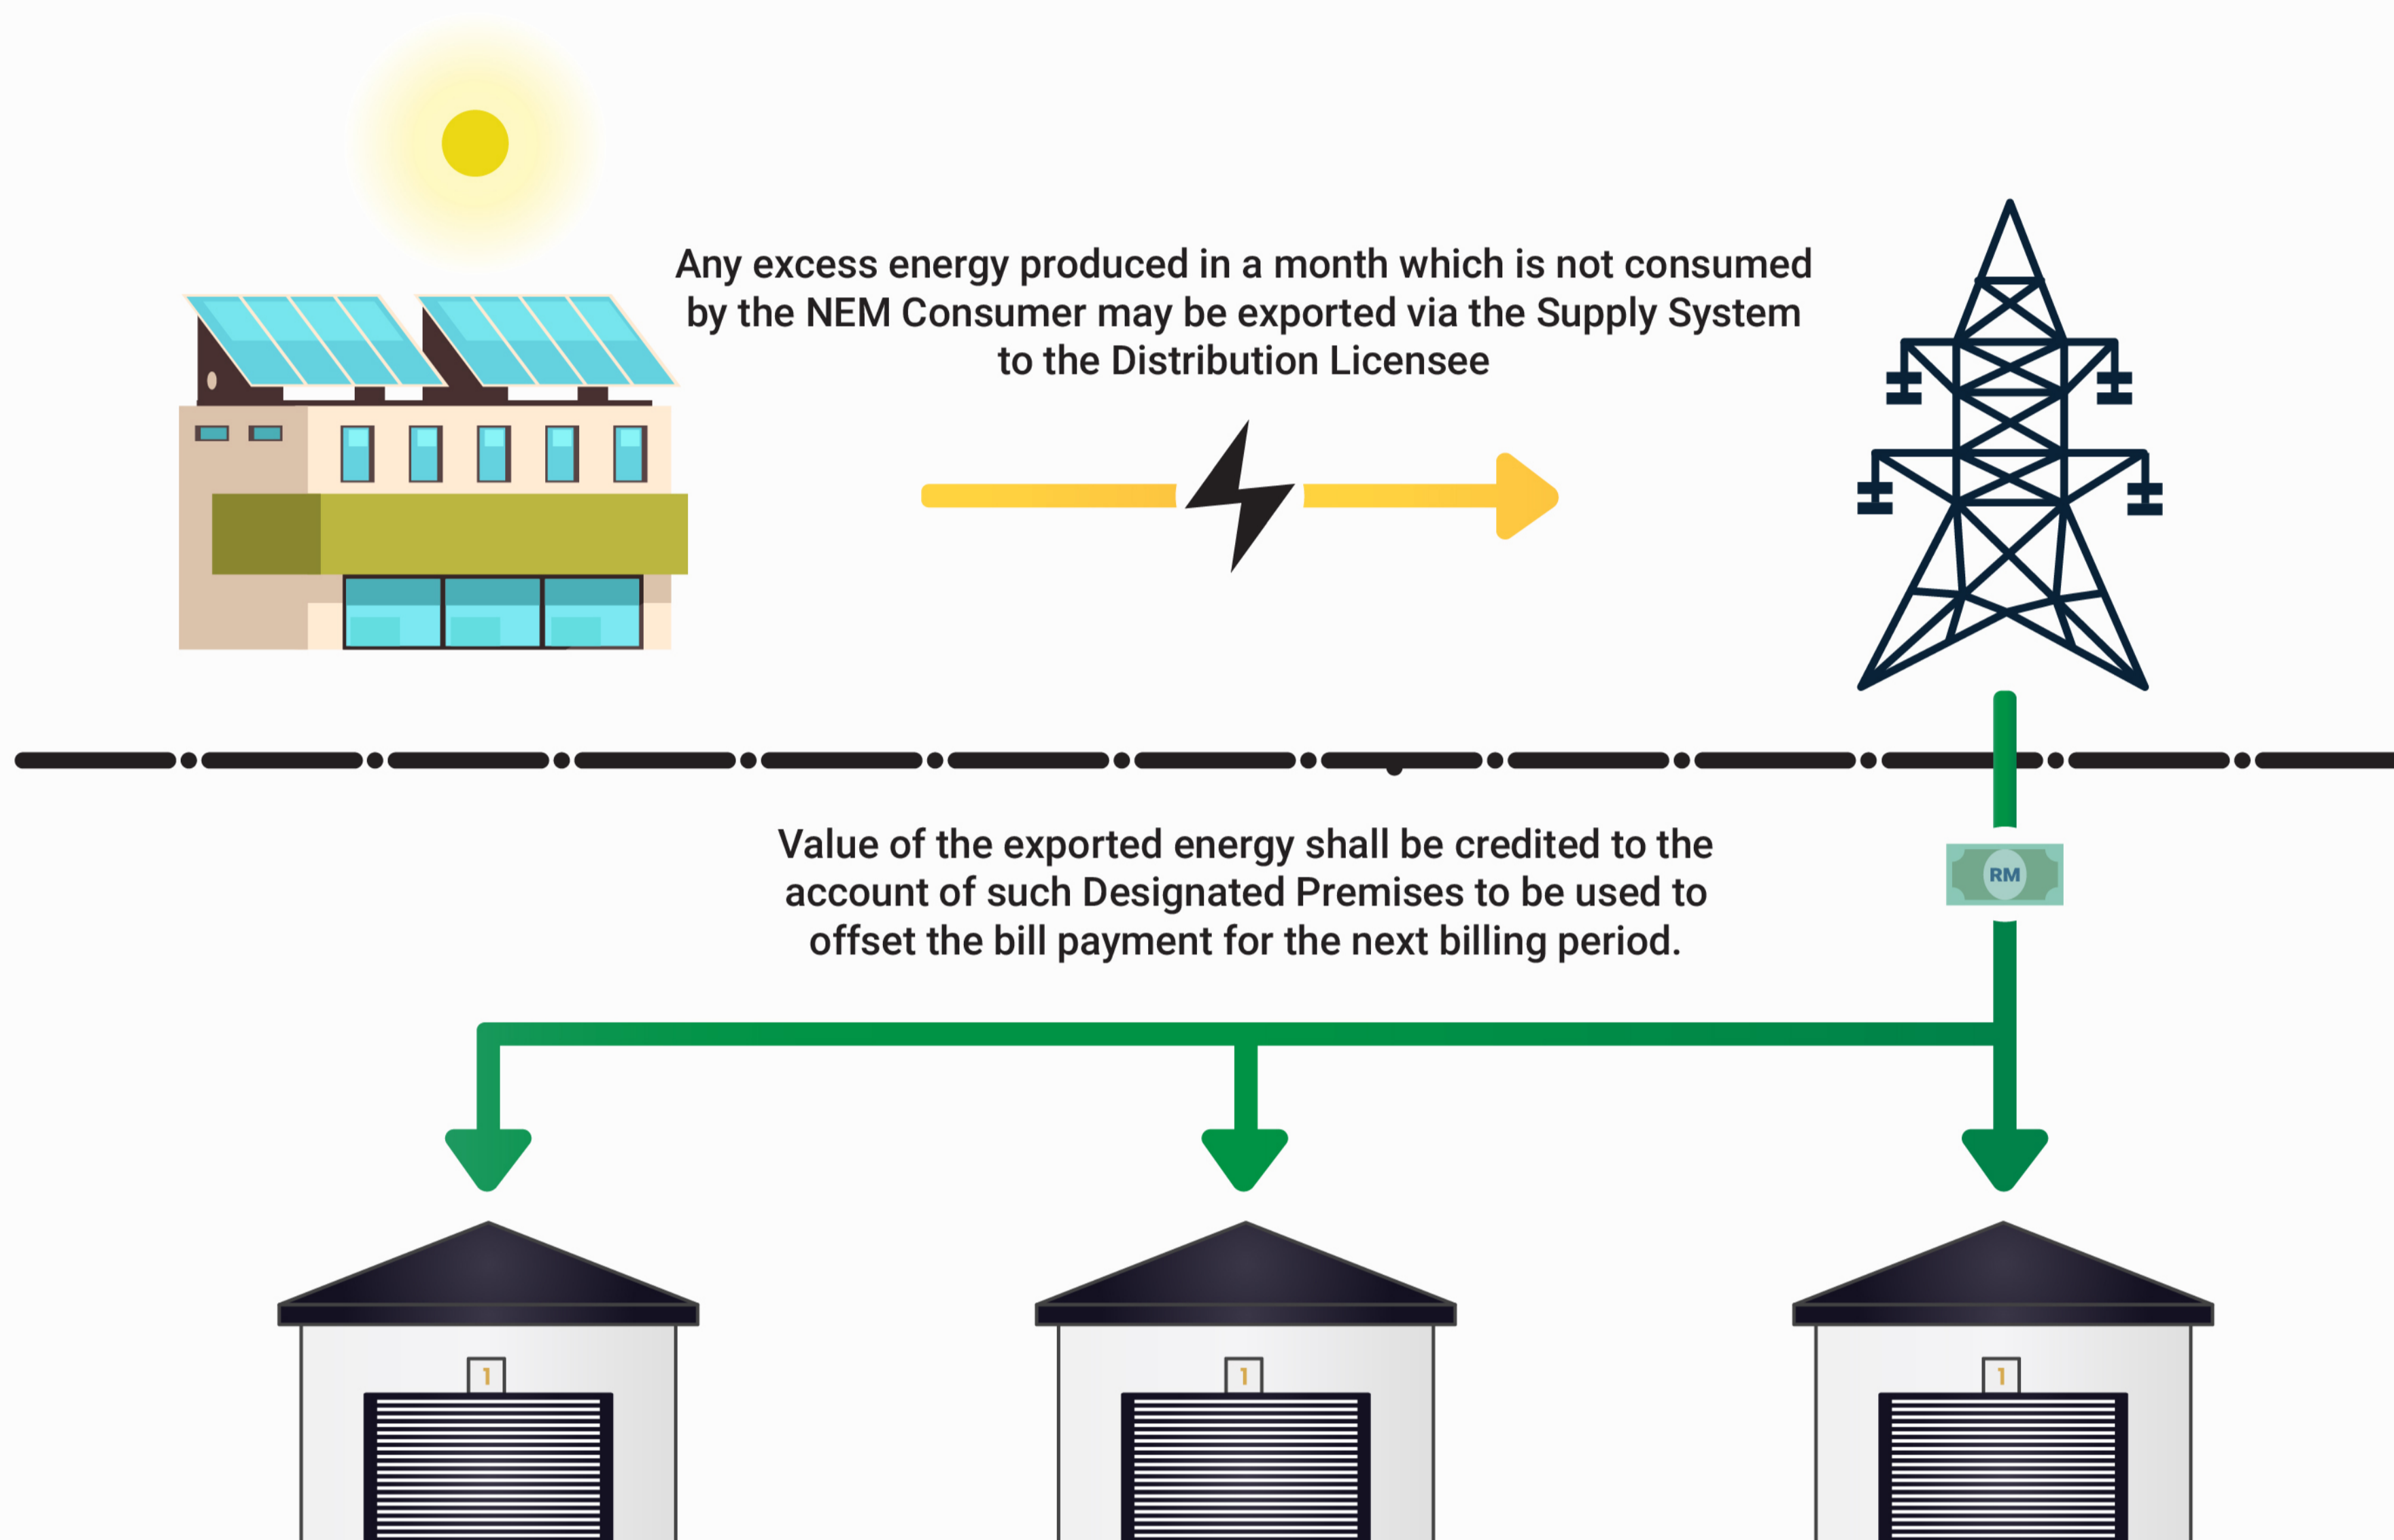 Any excess energy produced in a month which is not consumed
by the NEM Consumer may be exported via the Supply System
to the Distribution Licensee
Value of the exported energy shall be credited to the
account of such Designated Premises to be used to
offset the bill payment for the next billing period.
RM
1
1
1